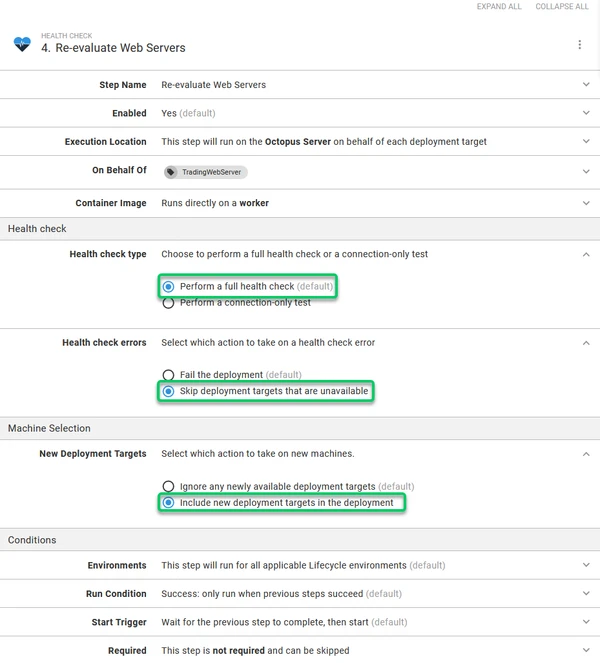 EXPAND ALL COLLAPSE ALL
HEALTH CHECK
4. Re-evaluate Web Servers
Step Name Re-evaluate Web Servers
Enabled Yes (default)
Execution Location This step will run on the Octopus Server on behalf of each deployment target
On Behalf Of TradingWebServer
Container Image Runs directly on a worker
Health check
Health check type Choose to perform a full health check or a connection-only test
Perform a full health check (default)
Perform a connection-only test
Health check errors Select which action to take on a health check error
Fail the deployment (default)
Skip deployment targets that are unavailable
Machine Selection
New Deployment Targets Select which action to take on new machines.
Ignore any newly available deployment targets (default)
Include new deployment targets in the deployment
Conditions
Environments This step will run for all applicable Lifecycle environments (default)
Run Condition Success: only run when previous steps succeed (default)
Start Trigger Wait for the previous step to complete, then start (default)
Required This step is not required and can be skipped